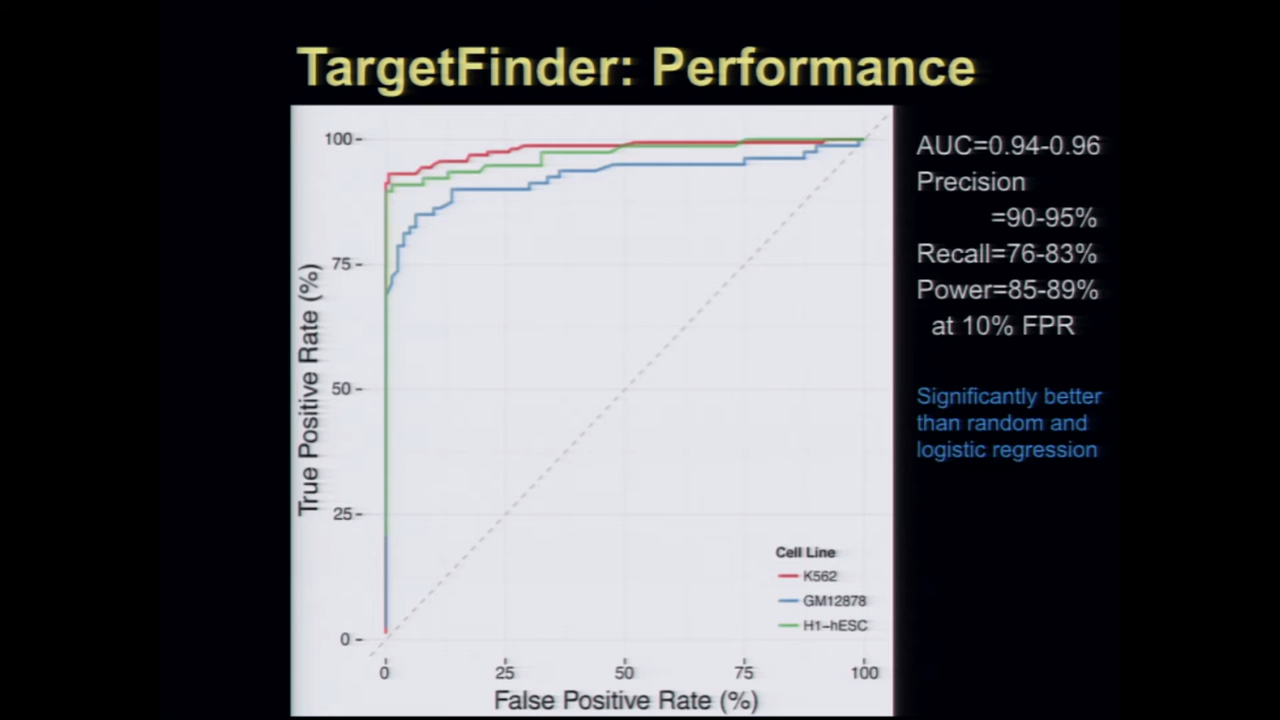 TargetFinder: Performance
100
75
50
25
0
True Positive Rate (%)
0 25 50 75 100
False Positive Rate (%)
Cell Line
K562
GM12878
H1-hESC
AUC=0.94-0.96
Precision
=90-95%
Recall=76-83%
Power=85-89%
at 10% FPR
Significantly better
than random and
logistic regression